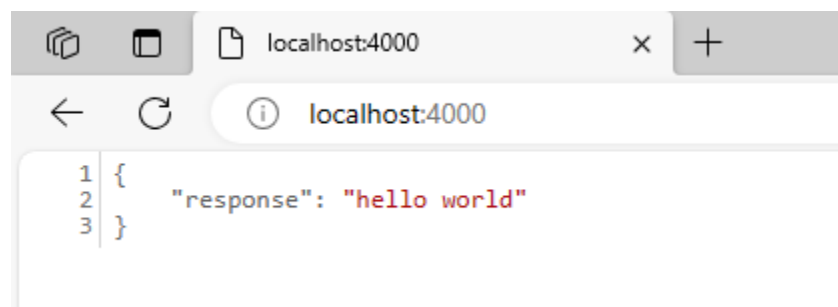 localhost:4000
localhost:4000
1 {
2 "response": "hello world"
3 }